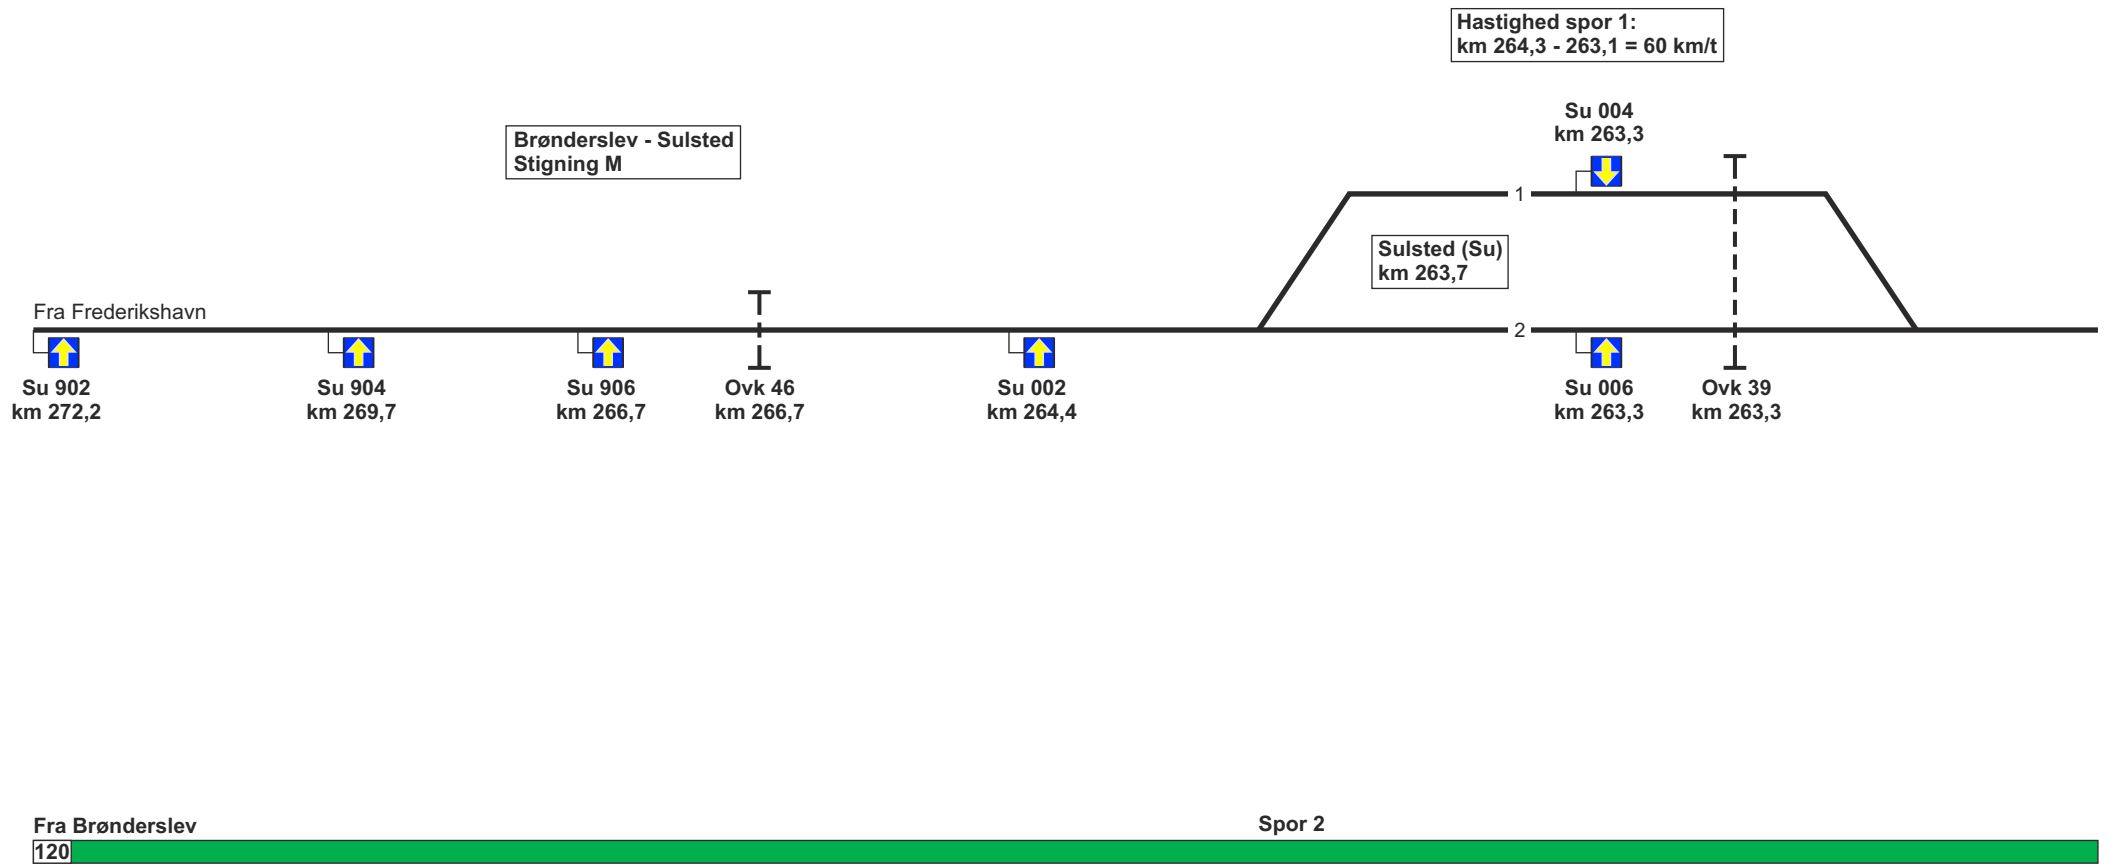 Hastighed spor 1:
km 264,3 - 263,1 = 60 km/t
Su 004
km 263,3
Brønderslev - Sulsted
Stigning M
1
Sulsted (Su)
km 263,7
Fra Frederikshavn
2
Su 902
km 272,2
Su 904
km 269,7
Su 906
km 266,7
Ovk 46
km 266,7
Su 002
km 264,4
Su 006
km 263,3
Ovk 39
km 263,3
Fra Brønderslev
Spor 2
120